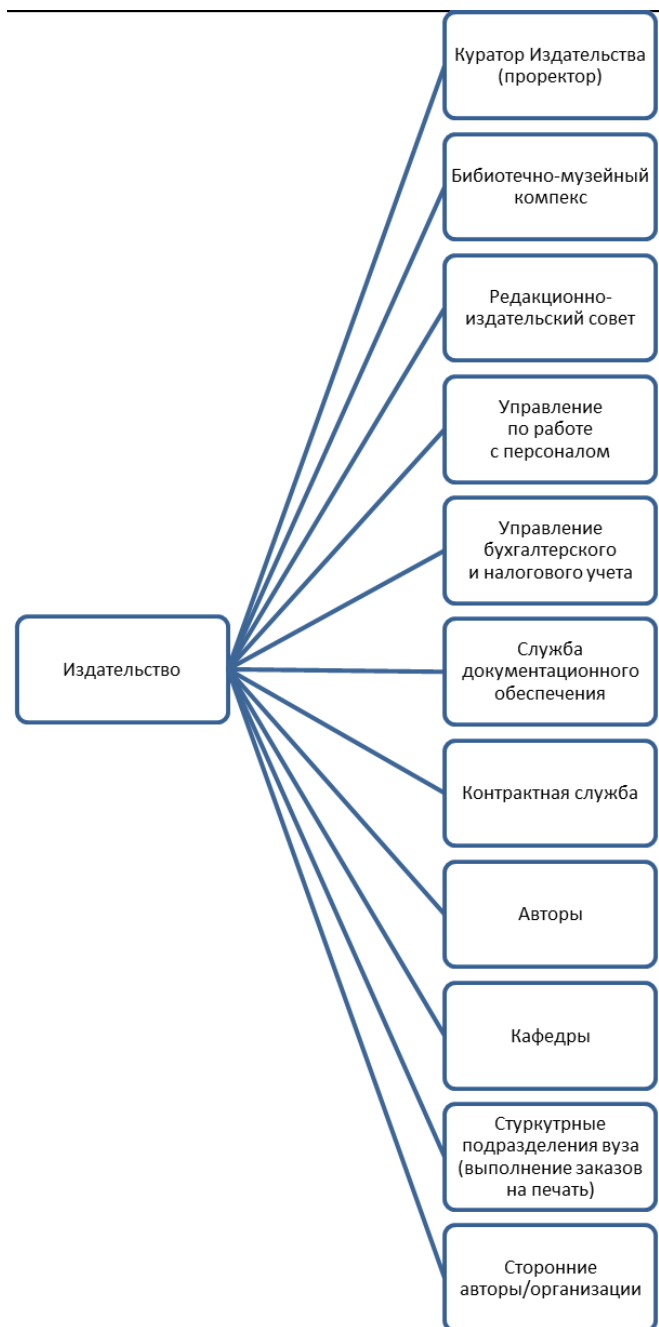 Куратор Издательства
(проректор)
Бибиотечно-музейный
компекс
Редакционно-
издательский совет
Управление
по работе
с персоналом
Управление
бухгалтерского
и налогового учета
Издательство
Служба
документационного
обеспечения
Контрактная служба
Авторы
Кафедры
Стуркутрные
подразделения вуза
(выполнение заказов
на печать)
Сторонние
авторы/организации